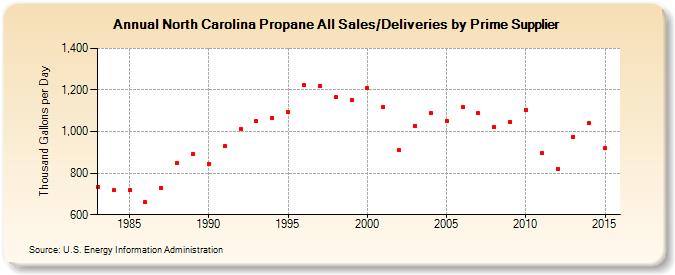 Annual North Carolina Propane All Sales/Deliveries by Prime Supplier
Thousand Gallons per Day
1,400
1,200
1,000
800
600
1985 1990 1995 2000 2005 2010 2015
Source: U.S. Energy Information Administration